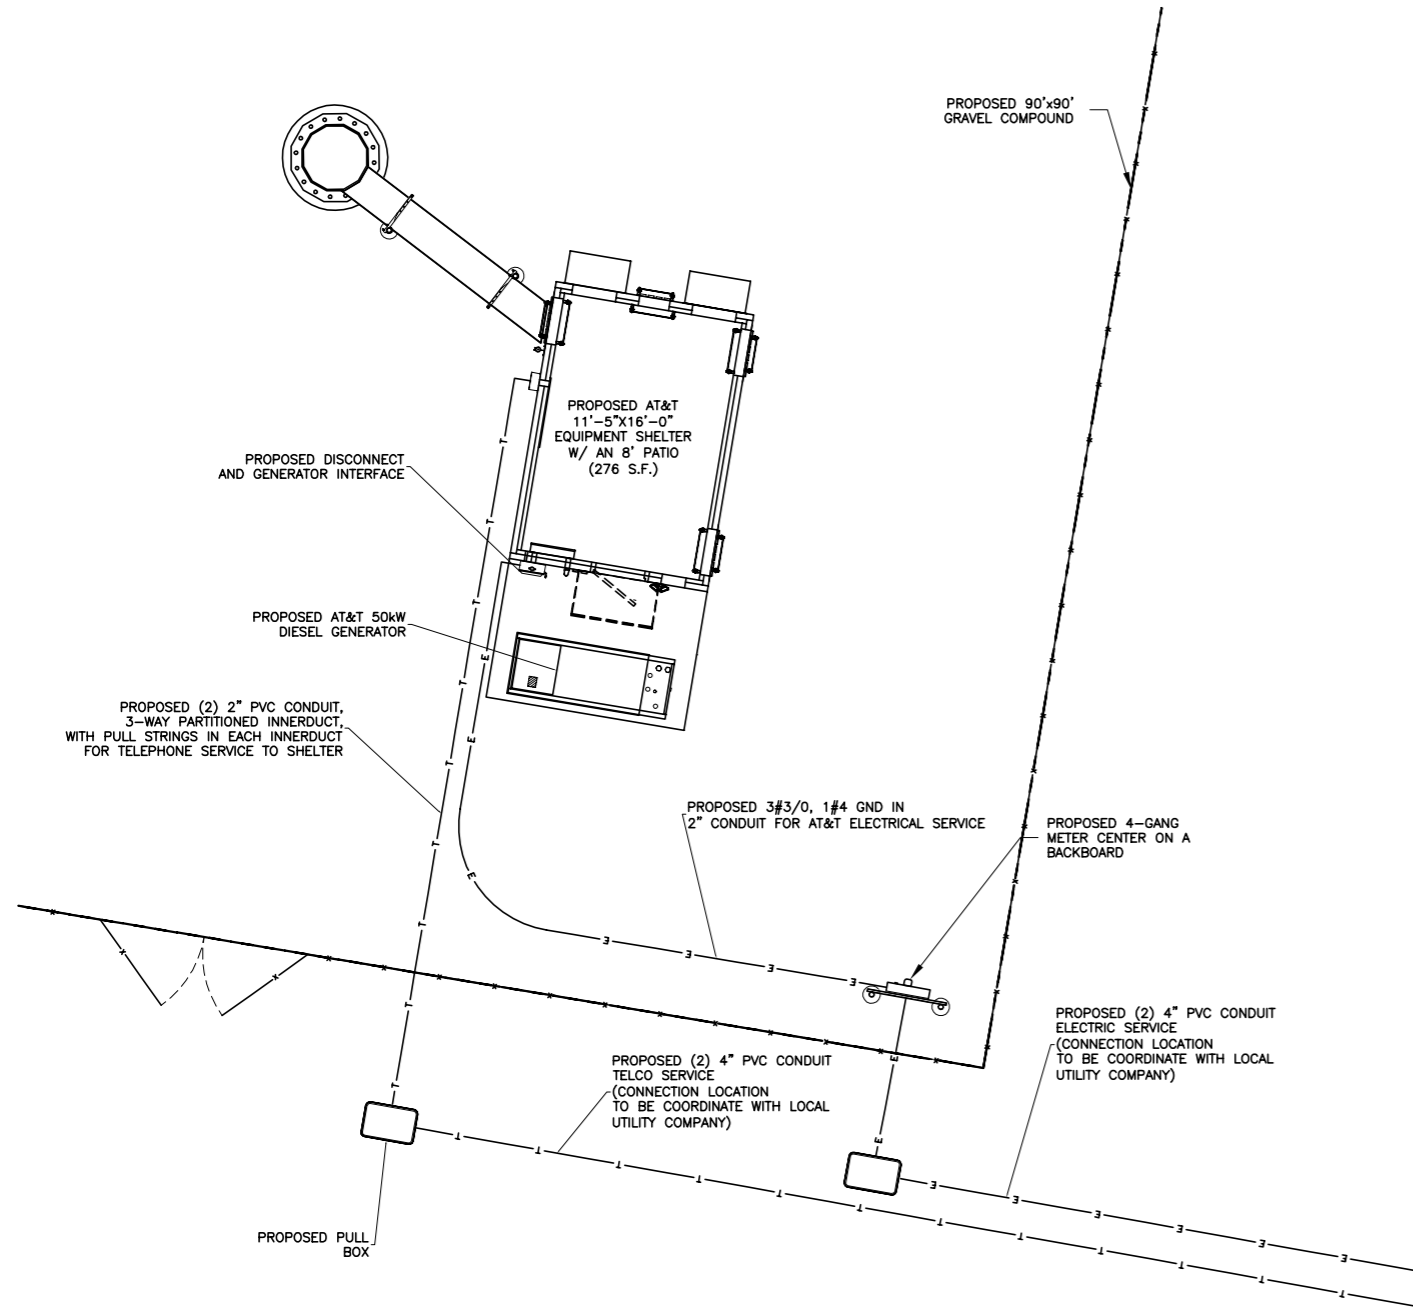 PROPOSED 90'x90'
GRAVEL COMPOUND
PROPOSED AT&T
11'-5"X16'-0"
EQUIPMENT SHELTER
W/ AN 8' PATIO
(276 S.F.)
PROPOSED DISCONNECT
AND GENERATOR INTERFACE
PROPOSED AT&T 50kW
DIESEL GENERATOR
PROPOSED (2) 2" PVC CONDUIT,
3-WAY PARTITIONED INNERDUCT,
WITH PULL STRINGS IN EACH INNERDUCT
FOR TELEPHONE SERVICE TO SHELTER
PROPOSED 3#3/0, 1#4 GND IN
2" CONDUIT FOR AT&T ELECTRICAL SERVICE
PROPOSED 4-GANG
METER CENTER ON A
BACKBOARD
PROPOSED (2) 4" PVC CONDUIT
ELECTRIC SERVICE
(CONNECTION LOCATION
TO BE COORDINATE WITH LOCAL
UTILITY COMPANY)
PROPOSED (2) 4" PVC CONDUIT
TELCO SERVICE
(CONNECTION LOCATION
TO BE COORDINATE WITH LOCAL
UTILITY COMPANY)
PROPOSED PULL
BOX
T T T T T T T T T T
E E E E E E E
E E
T T T T T T T T T T T T
E E E E E E